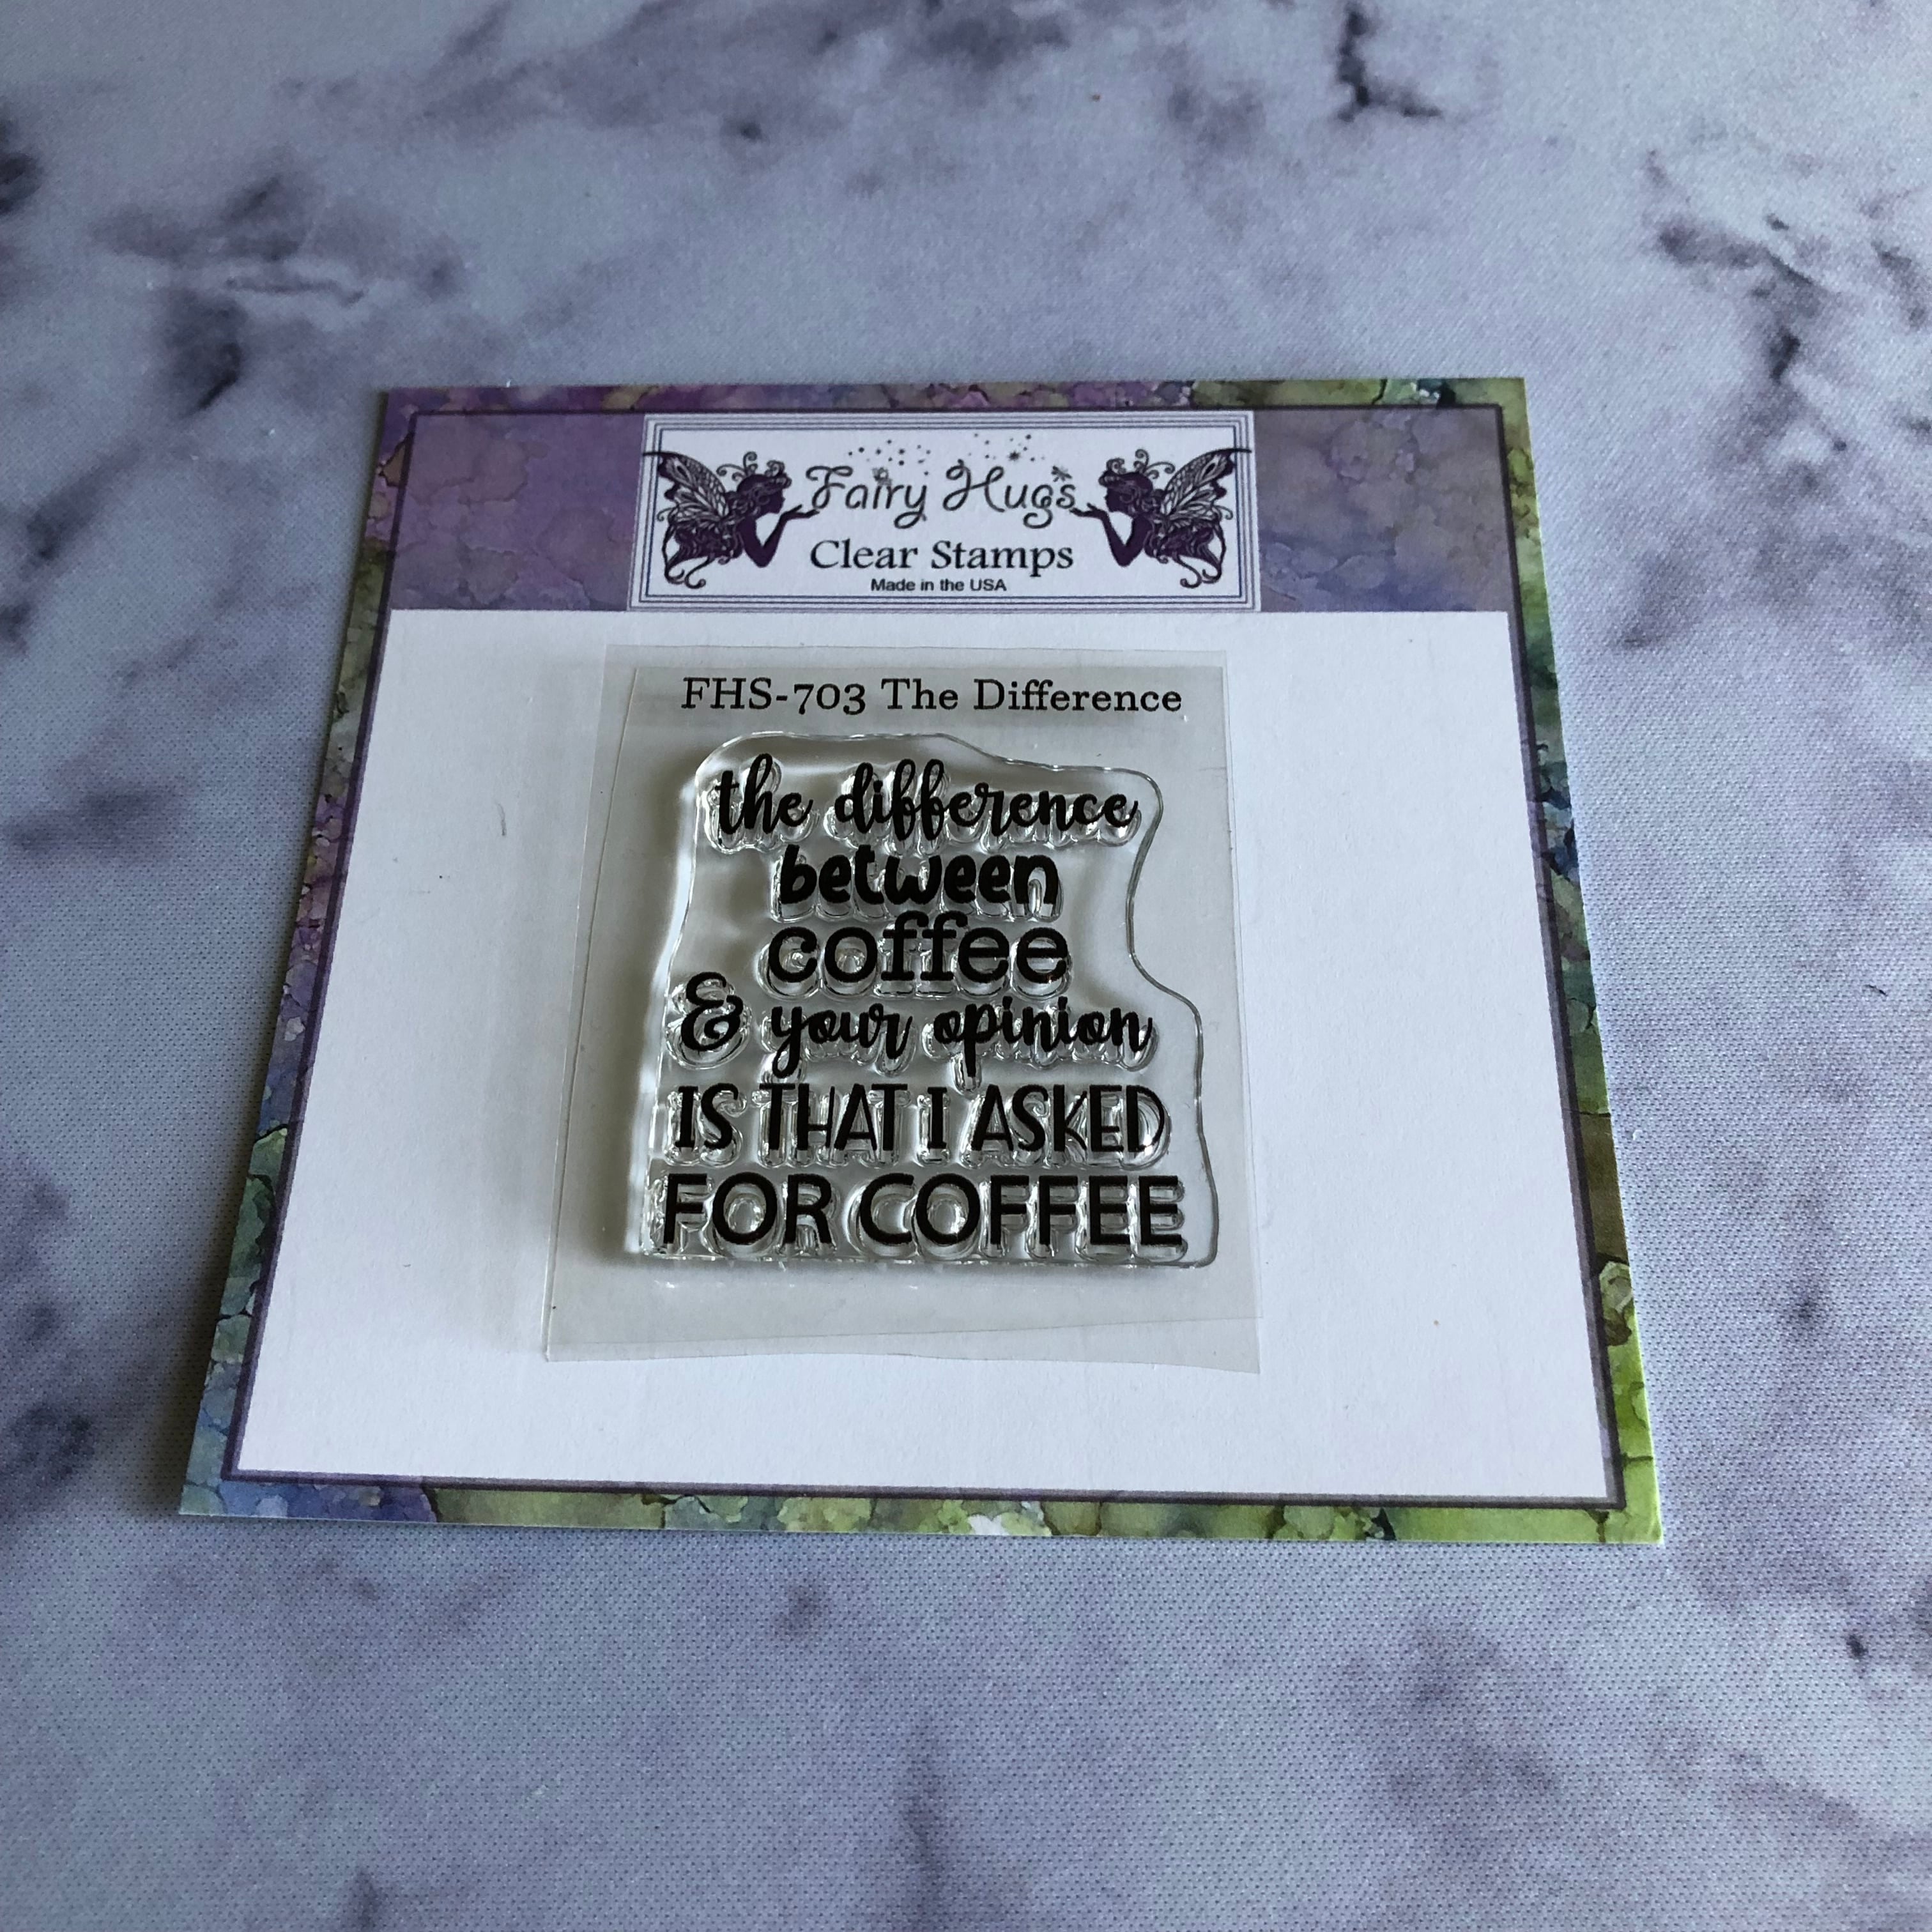 Fairy Hugs
Clear Stamps
Made in the USA
FHS-703 The Difference
the difference
between
coffee
& your opinion
IS THAT I ASKED
FOR COFFEE